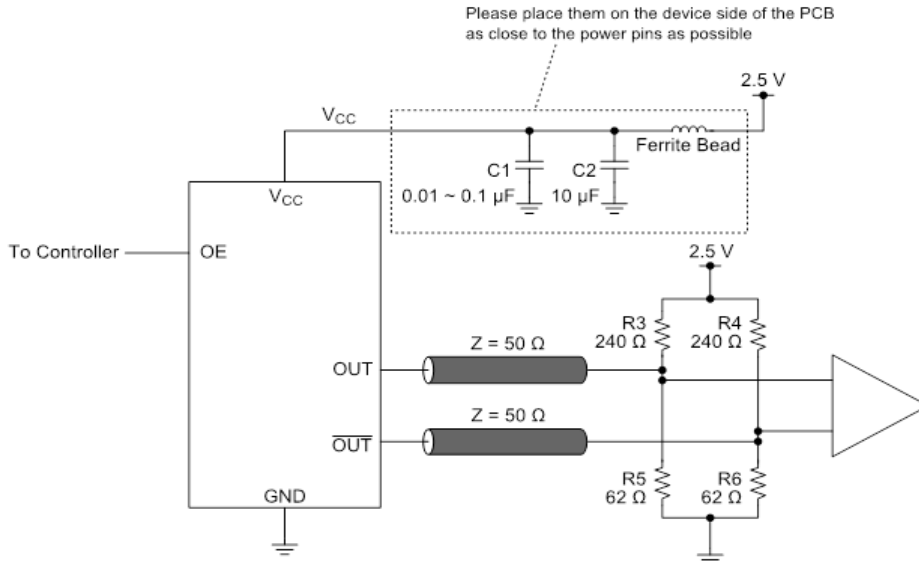 Please place them on the device side of the PCB
as close to the power pins as possible
2.5 V
VCC
Ferrite Bead
C1
0.01 ~ 0.1 µF
C2
10 µF
VCC
To Controller
OE
2.5 V
R3
240 Ω
R4
240 Ω
Z = 50 Ω
OUT
Z = 50 Ω
OUT
R5
62 Ω
R6
62 Ω
GND